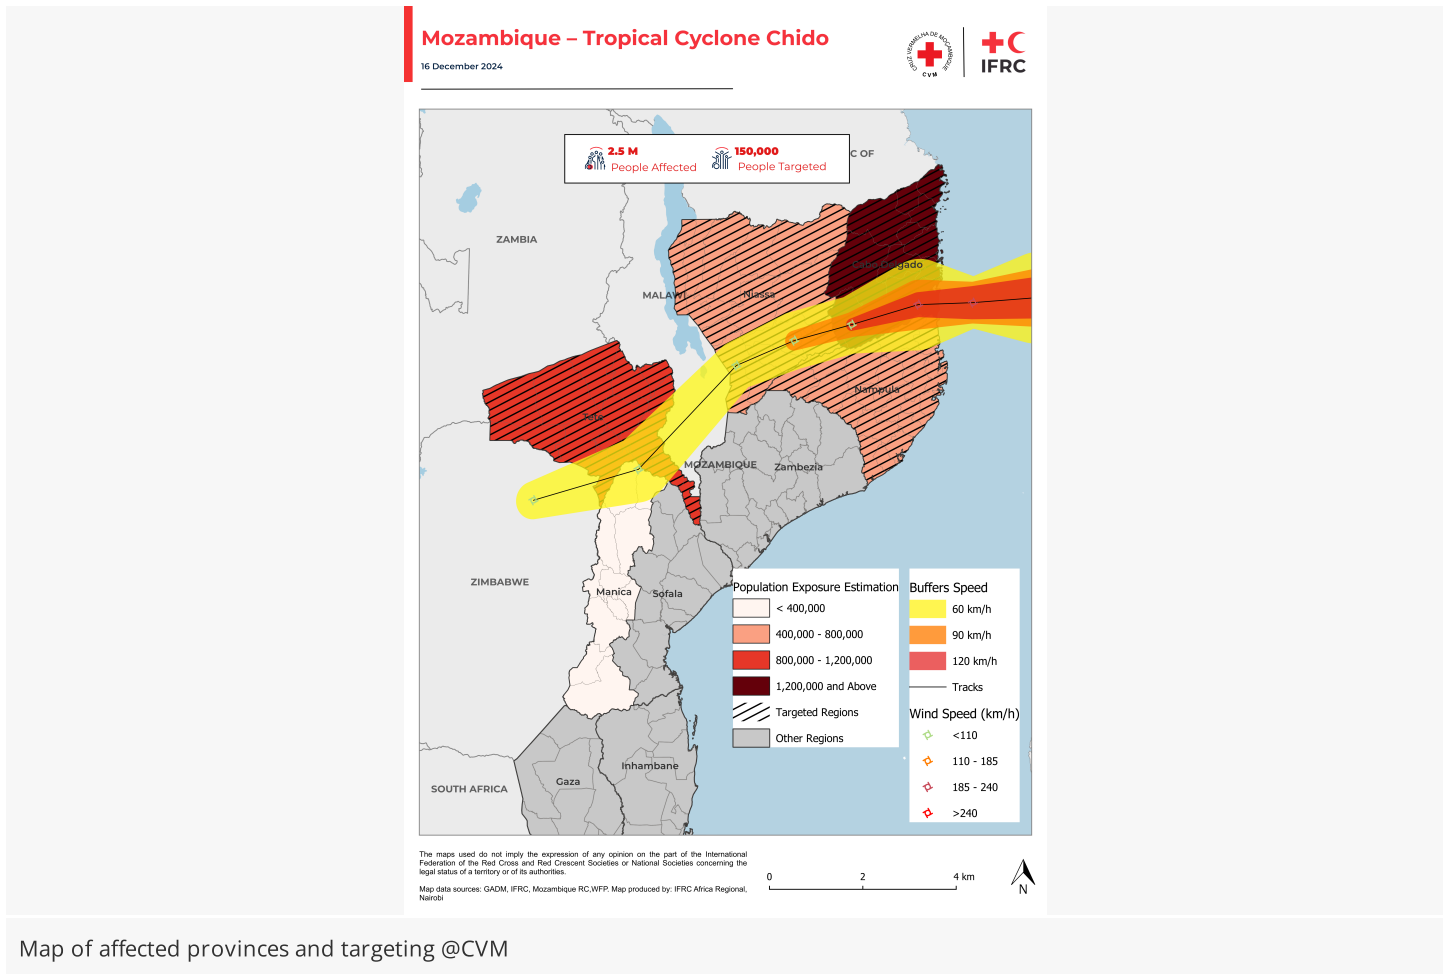 Mozambique – Tropical Cyclone Chido
16 December 2024
CRUZ VERMELHA DE MOÇAMBIQUE
CVM
IFRC
2.5 M
People Affected
150,000
People Targeted
C OF
ZAMBIA
MALAWI
Niassa
Cabo Delgado
Nampula
Tete
MOZAMBIQUE
Zambezia
ZIMBABWE
Manica
Sofala
Gaza
Inhambane
SOUTH AFRICA
Population Exposure Estimation
< 400,000
400,000 - 800,000
800,000 - 1,200,000
1,200,000 and Above
Targeted Regions
Other Regions
Buffers Speed
60 km/h
90 km/h
120 km/h
Tracks
Wind Speed (km/h)
<110
110 - 185
185 - 240
>240
The maps used do not imply the expression of any opinion on the part of the International
Federation of the Red Cross and Red Crescent Societies or National Societies concerning the
legal status of a territory or of its authorities.
Map data sources: GADM, IFRC, Mozambique RC,WFP. Map produced by: IFRC Africa Regional,
Nairobi
0 2 4 km
N
Map of affected provinces and targeting @CVM